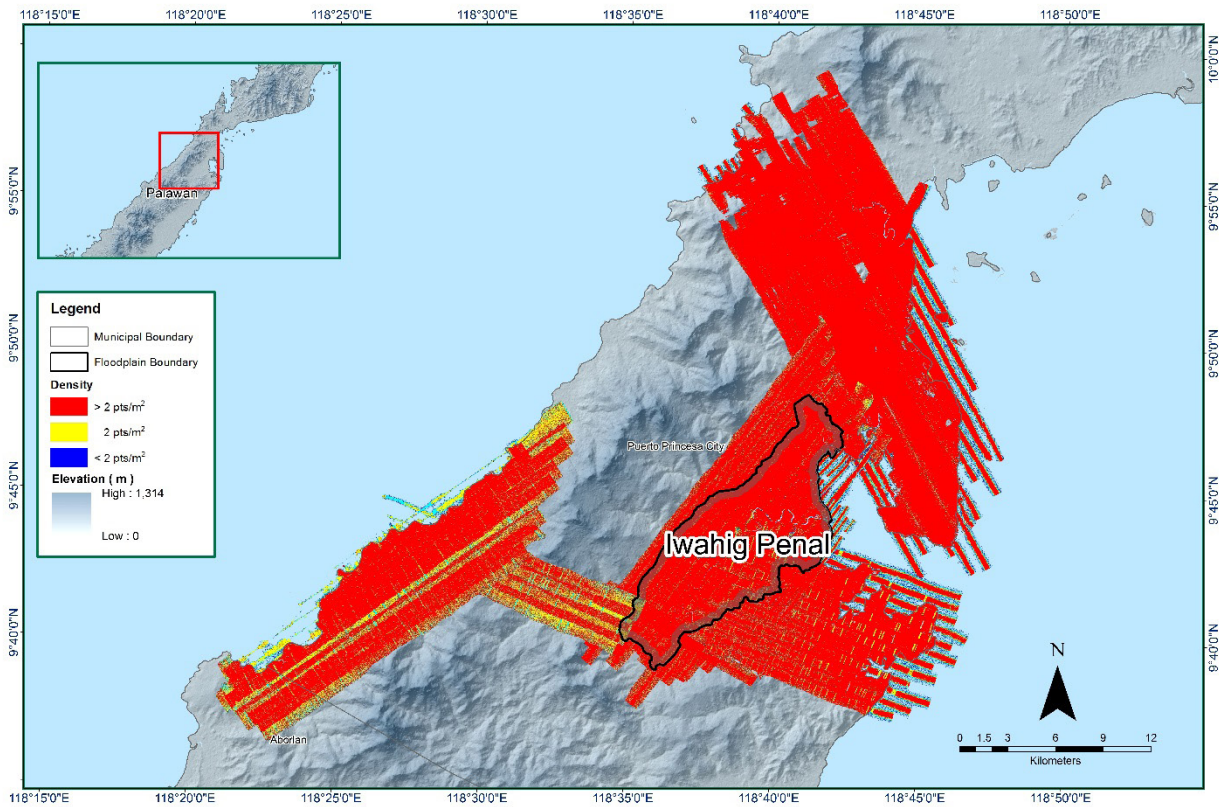 118°15'0"E 118°20'0"E 118°25'0"E 118°30'0"E 118°35'0"E 118°40'0"E 118°45'0"E 118°50'0"E
10°0'0"N
Palawan
9°55'0"N 9°55'0"N
Legend
Municipal Boundary
Floodplain Boundary
Density
> 2 pts/m²
2 pts/m²
< 2 pts/m²
Elevation ( m )
High : 1,314
Low : 0
9°50'0"N 9°50'0"N
Puerto Princesa City
9°45'0"N 9°45'0"N
Iwahig Penal
9°40'0"N 9°40'0"N
Aborlan
N
0 1.5 3 6 9 12
Kilometers
118°15'0"E 118°20'0"E 118°25'0"E 118°30'0"E 118°35'0"E 118°40'0"E 118°45'0"E 118°50'0"E